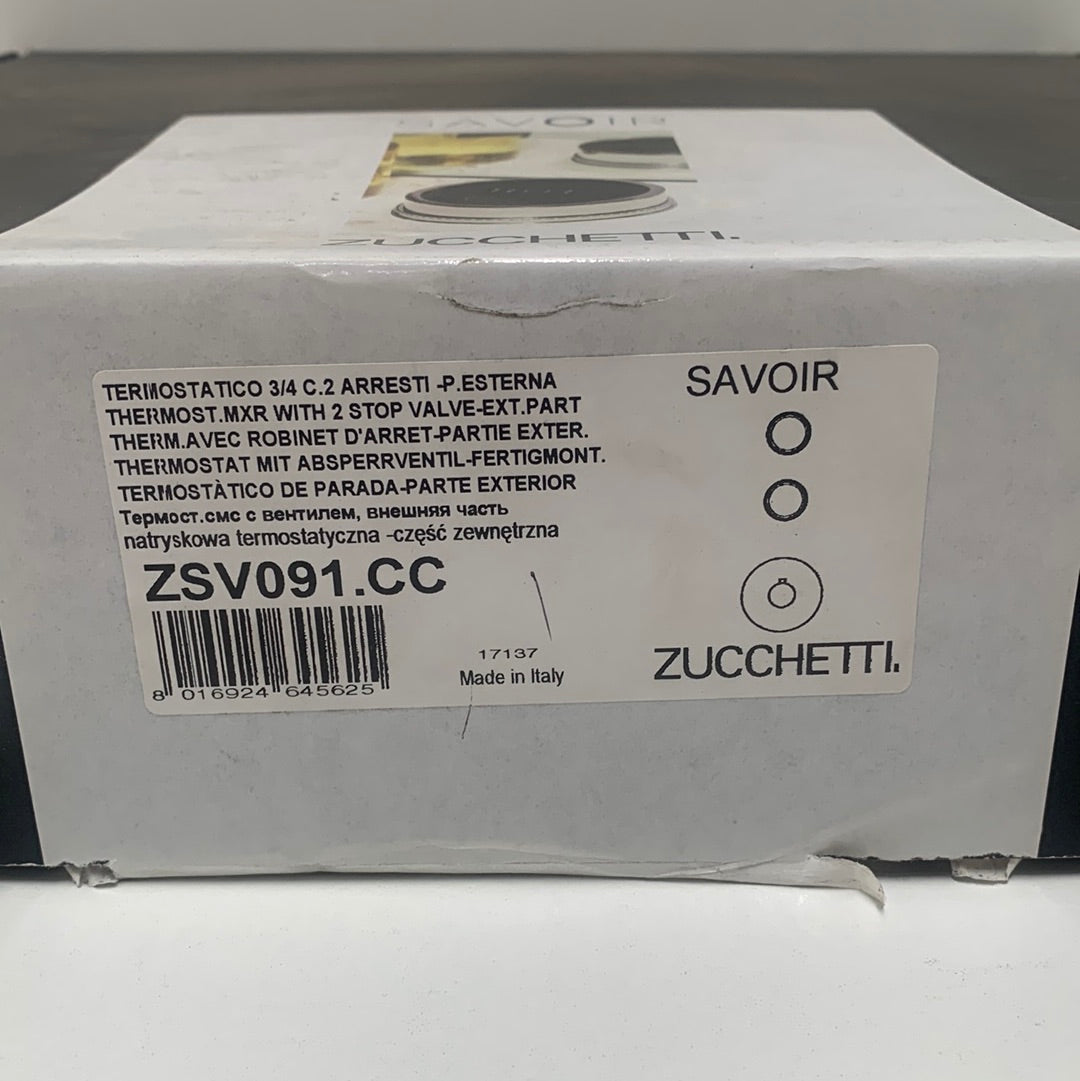 SAVOIR
ZUCCHETTI.
TERMOSTATICO 3/4 C.2 ARRESTI -P.ESTERNA
THERMOST.MXR WITH 2 STOP VALVE-EXT.PART
THERM.AVEC ROBINET D'ARRET-PARTIE EXTER.
THERMOSTAT MIT ABSPERRVENTIL-FERTIGMONT.
TERMOSTÀTICO DE PARADA-PARTE EXTERIOR
Термост.смс с вентилем, внешняя часть
natryskowa termostatyczna -część zewnętrzna
ZSV091.CC
8 016924 645625
17137
Made in Italy
SAVOIR
ZUCCHETTI.